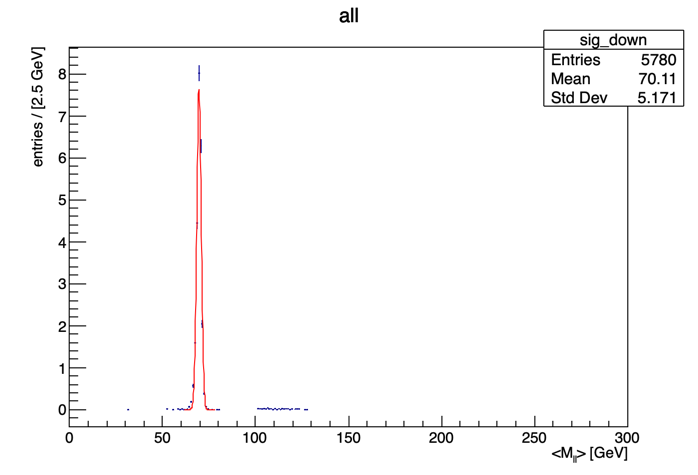 all
sig_down
Entries 5780
Mean 70.11
Std Dev 5.171
entries / [2.5 GeV]
8
7
6
5
4
3
2
1
0
0 50 100 150 200 250 300
<M_ll> [GeV]